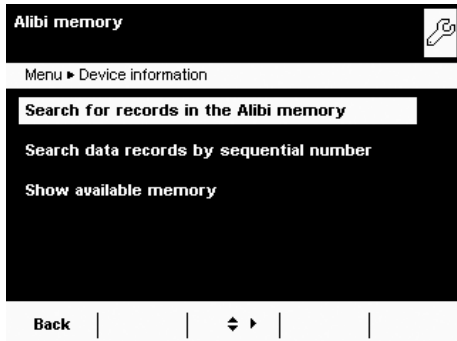 Alibi memory
Menu ▸ Device information
Search for records in the Alibi memory
Search data records by sequential number
Show available memory
Back